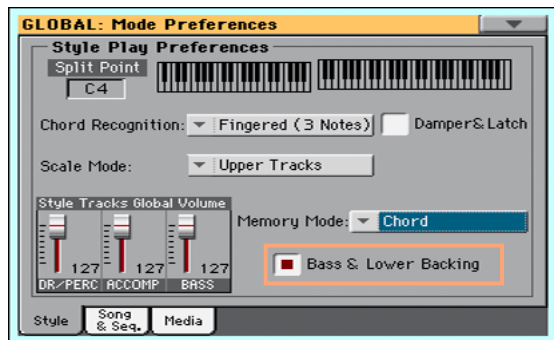 GLOBAL: Mode Preferences
Style Play Preferences
Split Point
C4
Chord Recognition: Fingered (3 Notes) Damper& Latch
Scale Mode: Upper Tracks
Style Tracks Global Volume
Memory Mode: Chord
127 127 127
Bass & Lower Backing
DR/PERC ACCOMP BASS
Style Song & Seq. Media